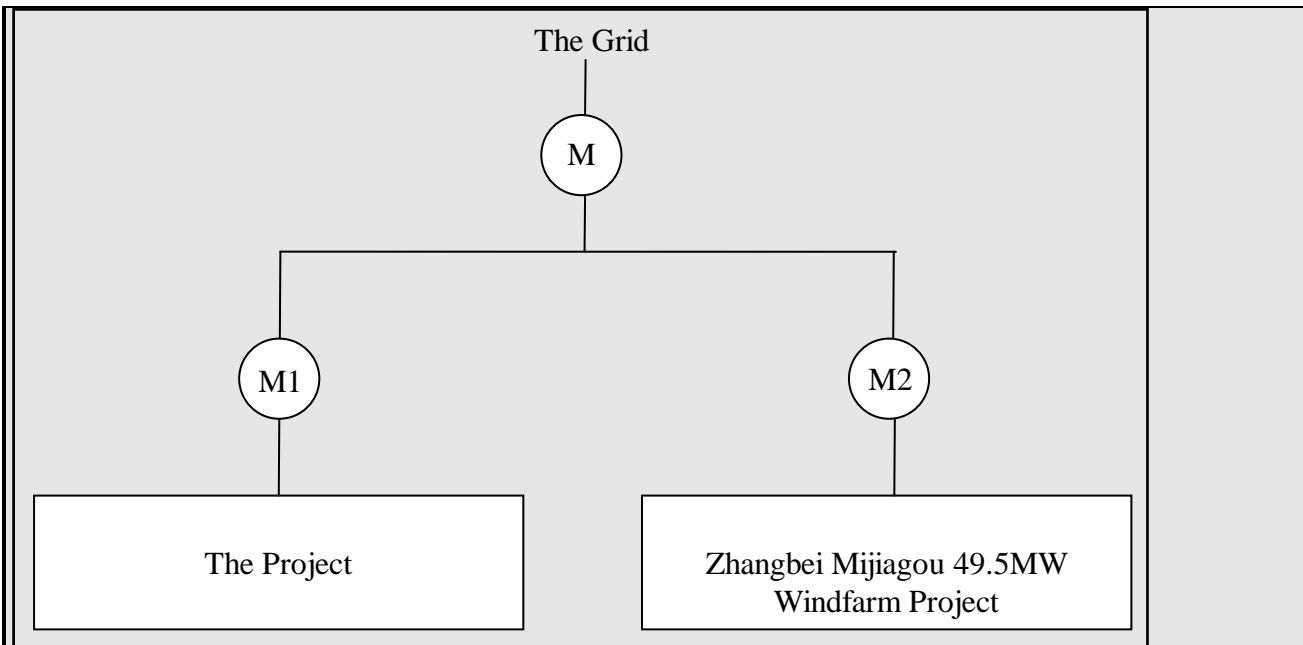 The Grid
M
M1
M2
The Project
Zhangbei Mijiagou 49.5MW
Windfarm Project